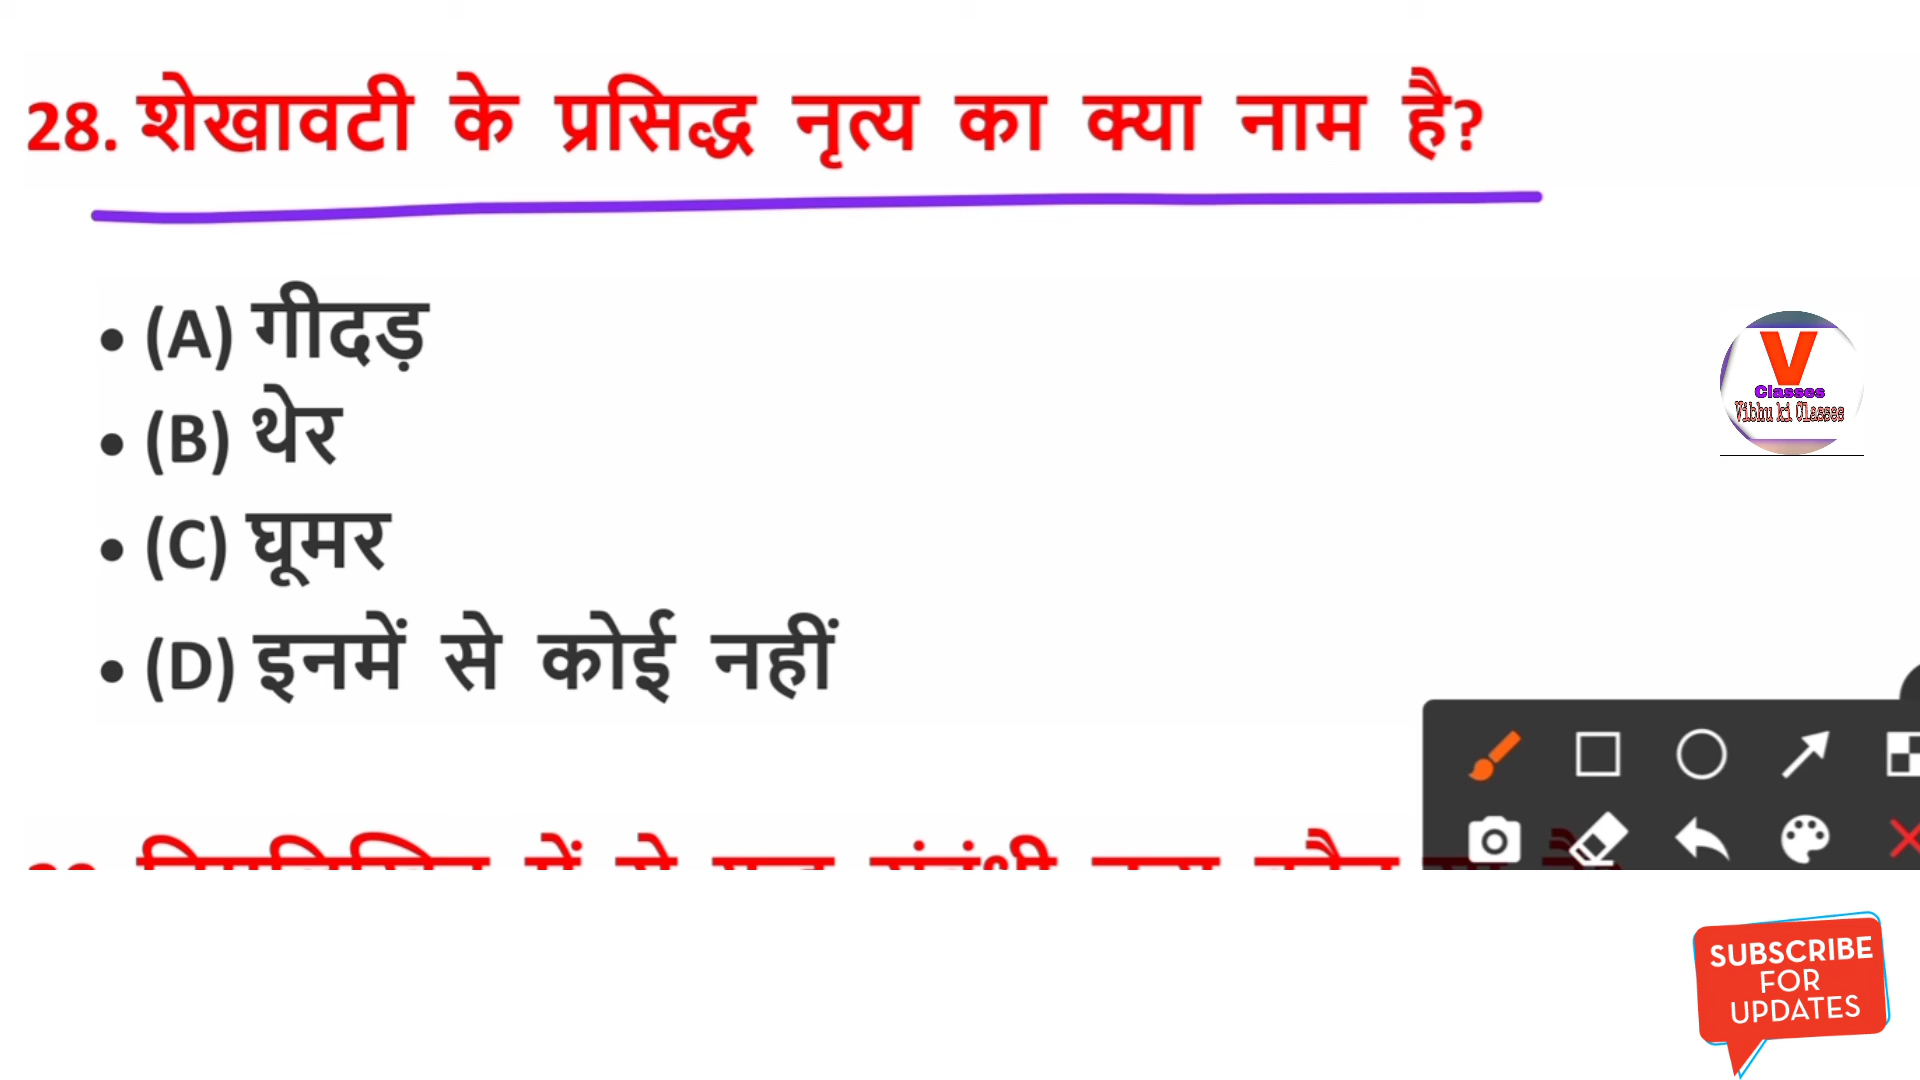 28. शेखावटी के प्रसिद्ध नृत्य का क्या नाम है?
• (A) गीदड़
• (B) थेर
• (C) घूमर
• (D) इनमें से कोई नहीं
V
Classes
Vibhu ki Classes
SUBSCRIBE
FOR
UPDATES